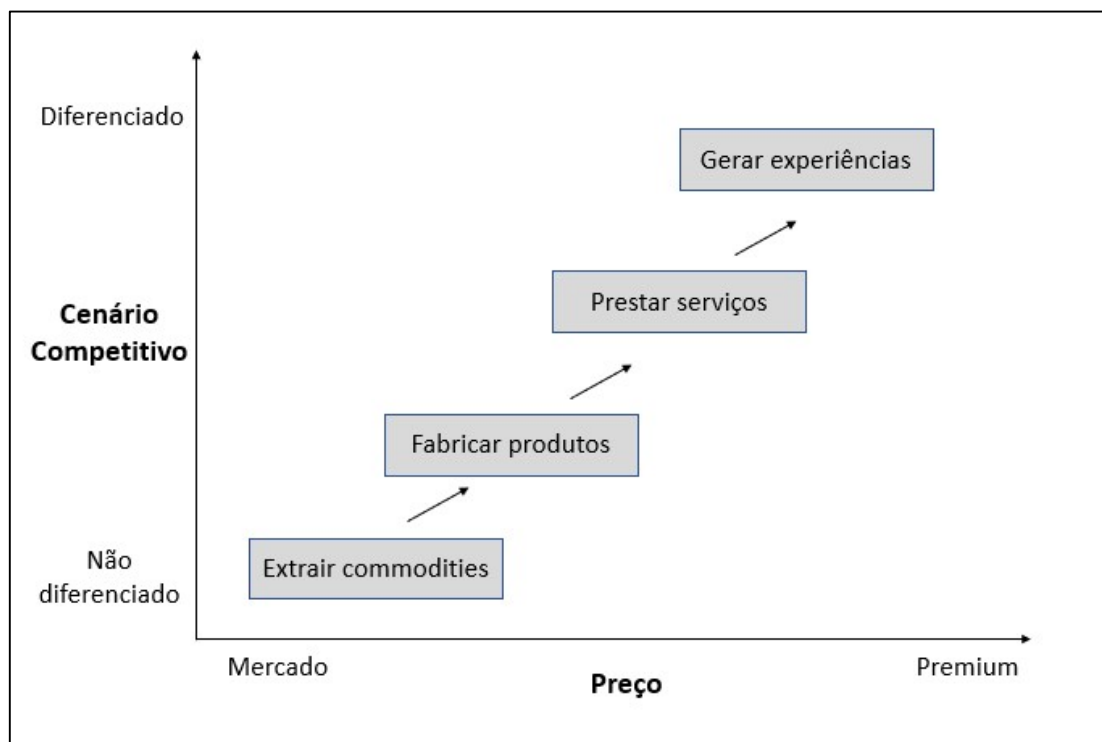 Diferenciado
Gerar experiências
Prestar serviços
Cenário
Competitivo
Fabricar produtos
Não
diferenciado
Extrair commodities
Mercado
Preço
Premium